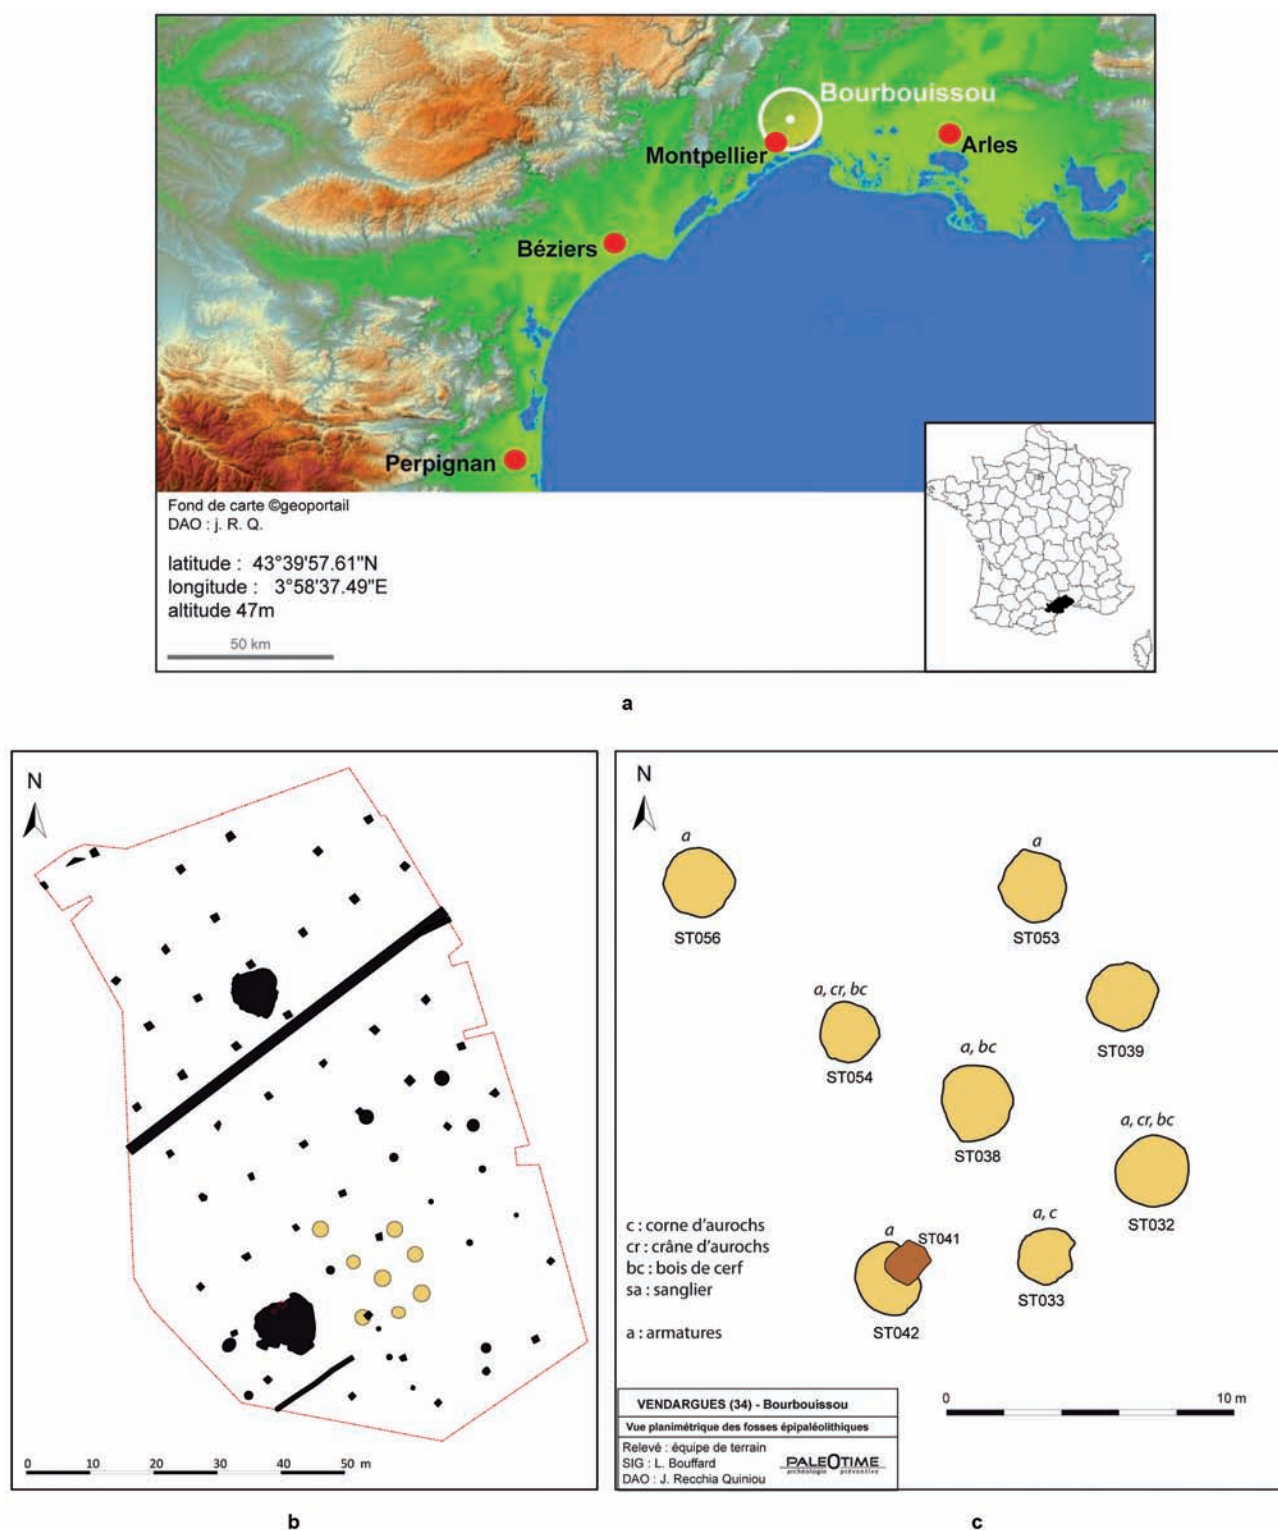 Bourbouissou
Montpellier
Arles
Béziers
Perpignan
Fond de carte ©geoportail
DAO : j. R. Q.
latitude : 43°39'57.61"N
longitude : 3°58'37.49"E
altitude 47m
50 km
a
N
0 10 20 30 40 50 m
b
N
a
ST056
a
ST053
a, cr, bc
ST054
ST039
a, bc
ST038
a, cr, bc
ST032
a
ST041
ST042
a, c
ST033
c : corne d'aurochs
cr : crâne d'aurochs
bc : bois de cerf
sa : sanglier
a : armatures
VENDARGUES (34) - Bourbouissou
Vue planimétrique des fosses épipaléolithiques
Relevé : équipe de terrain
SIG : L. Bouffard
DAO : J. Recchia Quiniou
PALEOTIME
archéologie préventive
0 10 m
c